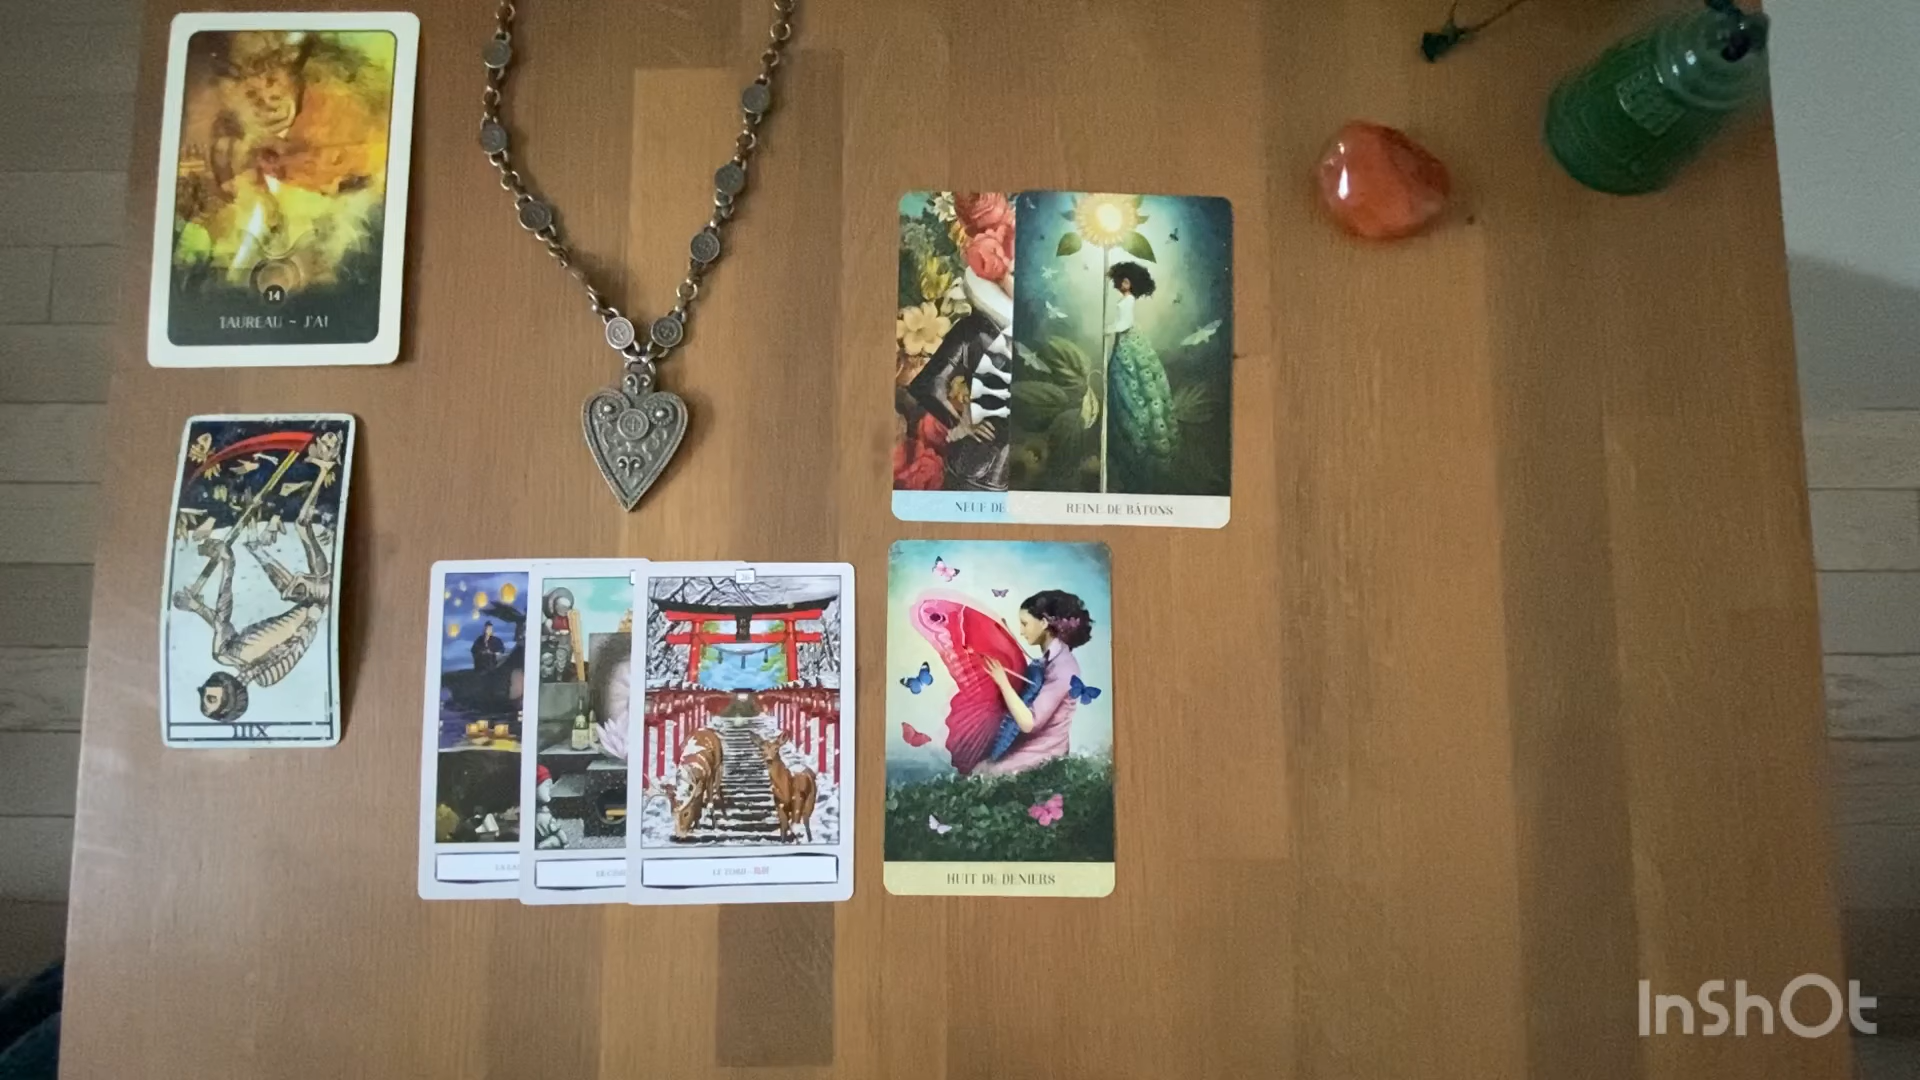 14
TAUREAU ~ J'AI
XIII
NEUF DE
REINE DE BÂTONS
LE TORII
HUIT DE DENIERS
InShOt